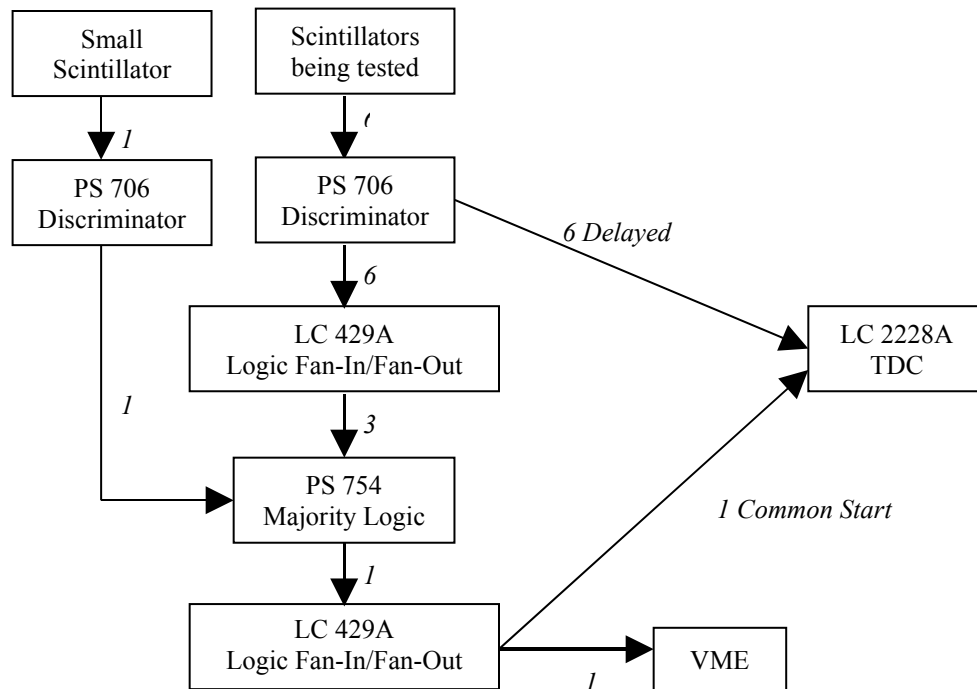 Small
Scintillator
Scintillators
being tested
1
PS 706
Discriminator
PS 706
Discriminator
6 Delayed
6
LC 429A
Logic Fan-In/Fan-Out
LC 2228A
TDC
1
3
PS 754
Majority Logic
1 Common Start
1
LC 429A
Logic Fan-In/Fan-Out
VME
1